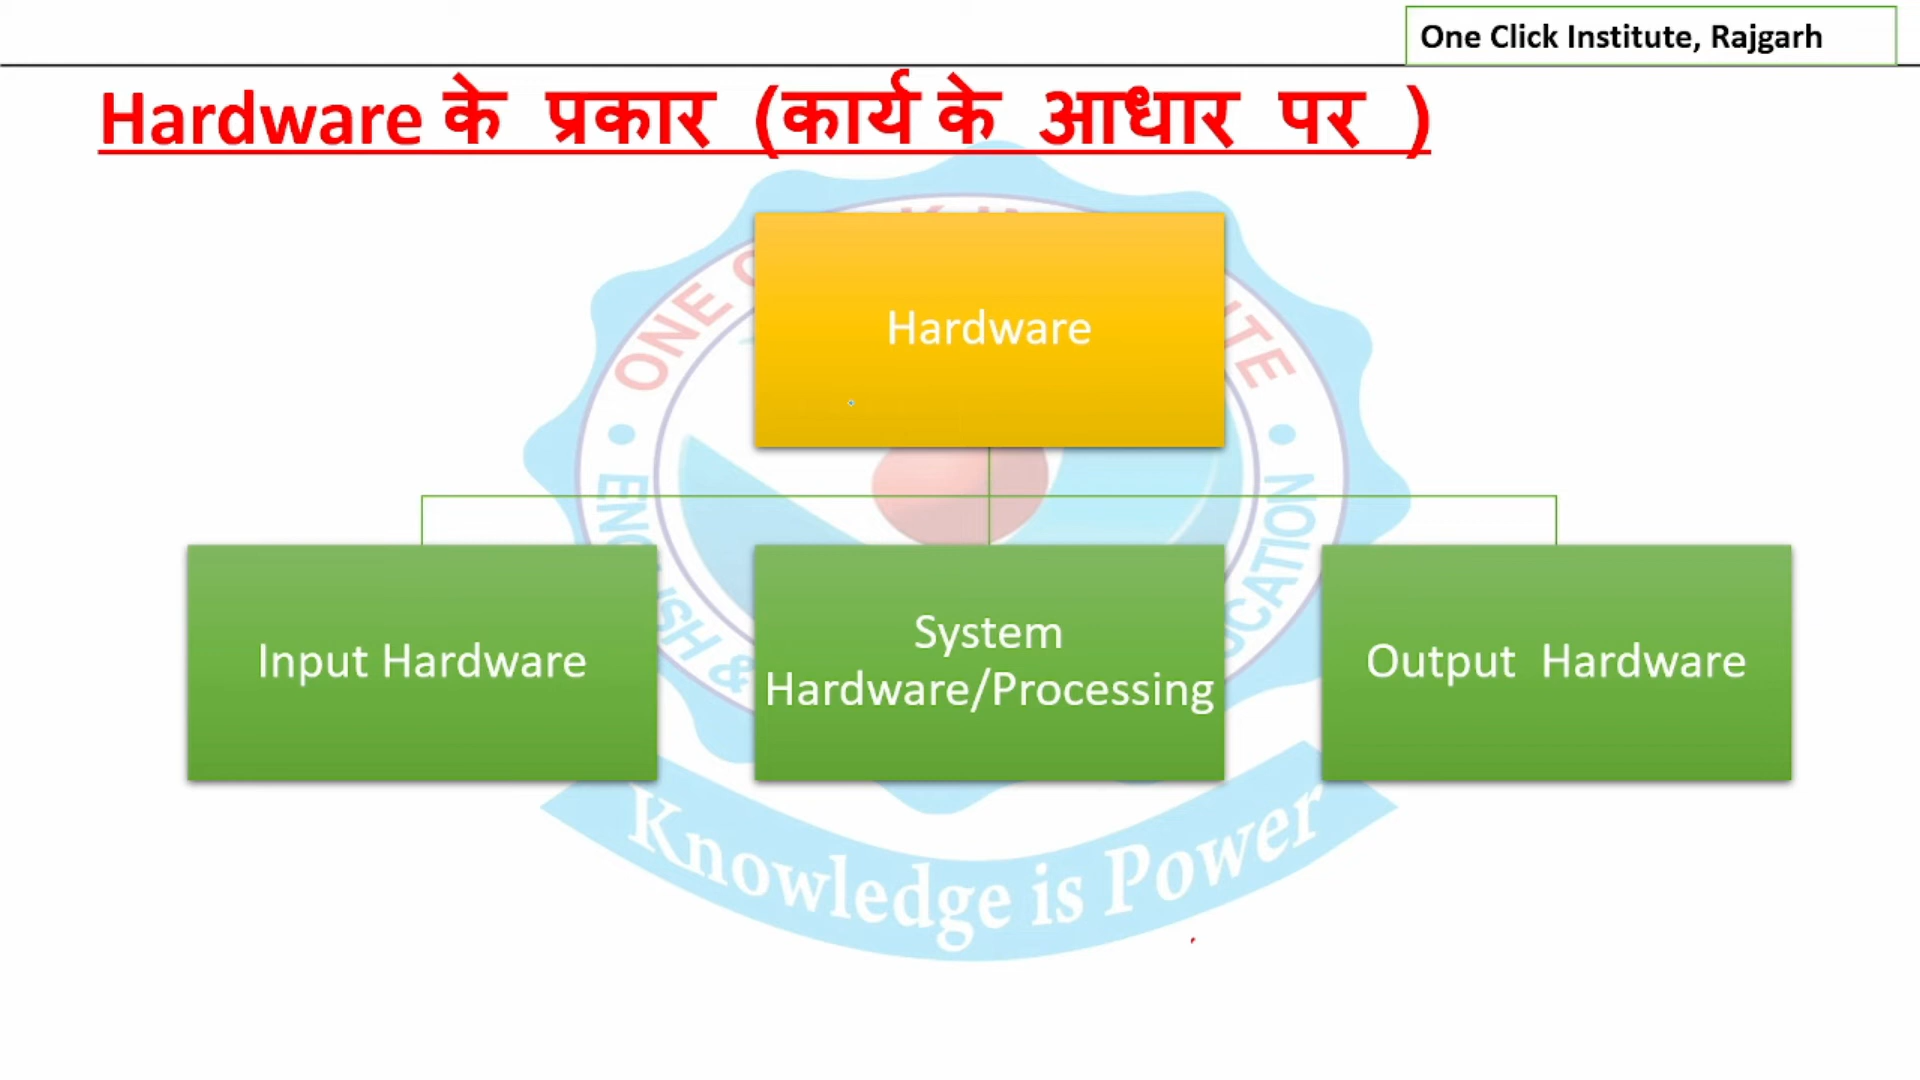 One Click Institute, Rajgarh
Hardware के प्रकार (कार्य के आधार पर )
Hardware
Input Hardware
System
Hardware/Processing
Output Hardware
Knowledge is Power